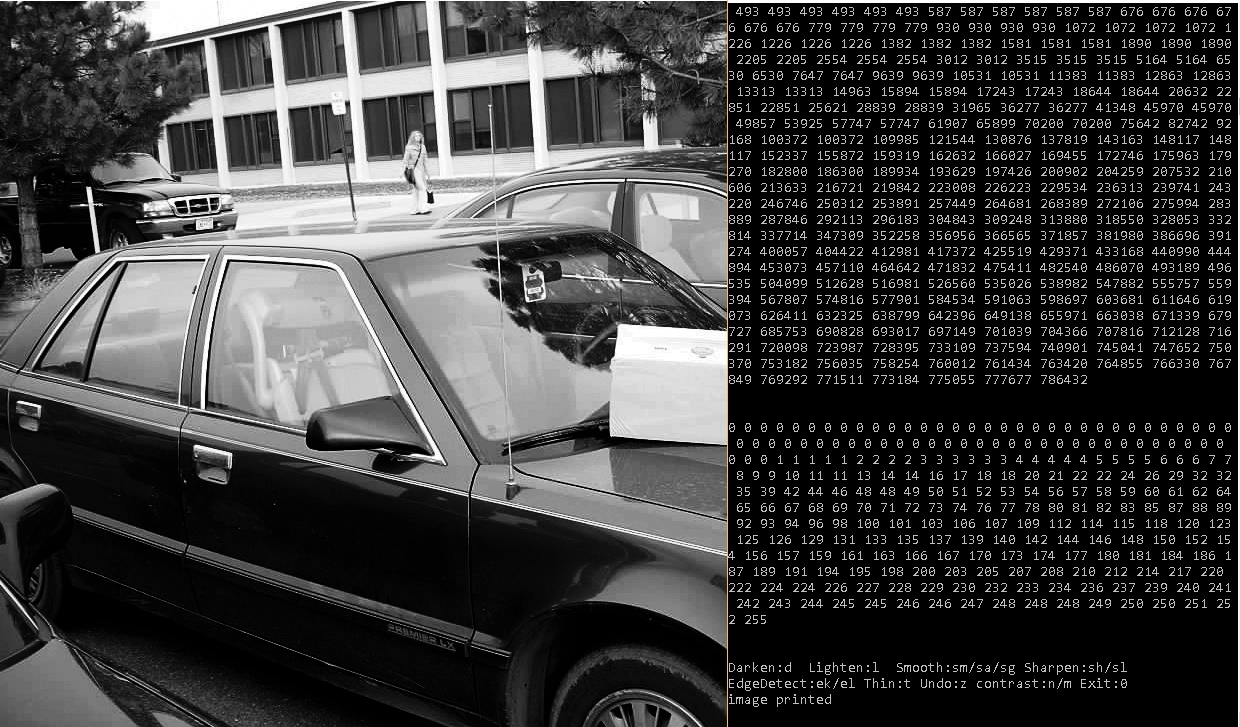 PREMIER LX
493 493 493 493 493 587 587 587 587 587 676 676 676 67
6 676 676 779 779 779 779 930 930 930 930 1072 1072 1072 1072 1
226 1226 1226 1226 1382 1382 1382 1581 1581 1581 1890 1890 1890
2205 2205 2554 2554 2554 3012 3012 3515 3515 3515 5164 5164 65
30 6530 7647 7647 9639 9639 10531 10531 11383 11383 12863 12863
13313 13313 14963 15894 15894 17243 17243 18644 18644 20632 22
851 22851 25621 28839 28839 31965 36277 36277 41348 45970 45970
49857 53925 57747 57747 61907 65899 70200 70200 75642 82742 92
168 100372 100372 109985 121544 130876 137819 143163 148117 148
117 152337 155872 159319 162632 166027 169455 172746 175963 179
270 182800 186300 189934 193629 197426 200902 204259 207532 210
606 213633 216721 219842 223008 226223 229534 236313 239741 243
220 246746 250312 253891 257449 264681 268389 272106 275994 283
889 287846 292113 296138 304843 309248 313880 318550 328053 332
814 337714 347309 352258 356956 366565 371857 381980 386696 391
274 400057 404422 412981 417372 425519 429371 433168 440990 444
894 453073 457110 464642 471832 475411 482540 486070 493189 496
535 504099 512628 516981 526560 535026 538982 547882 555757 559
394 567807 574816 577901 584534 591063 598697 603681 611646 619
073 626411 632325 638799 642396 649138 655971 663038 671339 679
727 685753 690828 693017 697149 701039 704366 707816 712128 716
291 720098 723987 728395 733109 737594 740901 745041 747652 750
370 753182 756035 758254 760012 761434 763420 764855 766330 767
849 769292 771511 773184 775055 777677 786432
0 0 0 0 0 0 0 0 0 0 0 0 0 0 0 0 0 0 0 0 0 0 0 0 0 0 0 0 0 0 0 0
0 0 0 0 0 0 0 0 0 0 0 0 0 0 0 0 0 0 0 0 0 0 0 0 0 0 0 0 0 0 0
0 0 0 1 1 1 1 1 2 2 2 2 3 3 3 3 3 3 4 4 4 4 4 5 5 5 5 6 6 6 7 7
8 9 9 10 11 11 13 14 14 16 17 18 18 20 21 22 22 24 26 29 32 32
35 39 42 44 46 48 48 49 50 51 52 53 54 56 57 58 59 60 61 62 64
65 66 67 68 69 70 71 72 73 74 76 77 78 80 81 82 83 85 87 88 89
92 93 94 96 98 100 101 103 106 107 109 112 114 115 118 120 123
125 126 129 131 133 135 137 139 140 142 144 146 148 150 152 15
4 156 157 159 161 163 166 167 170 173 174 177 180 181 184 186 1
87 189 191 194 195 198 200 203 205 207 208 210 212 214 217 220
222 224 224 226 227 228 229 230 232 233 234 236 237 239 240 241
242 243 244 245 245 246 246 247 248 248 248 249 250 250 251 25
2 255
Darken:d Lighten:l Smooth:sm/sa/sg Sharpen:sh/sl
EdgeDetect:ek/el Thin:t Undo:z contrast:n/m Exit:0
image printed